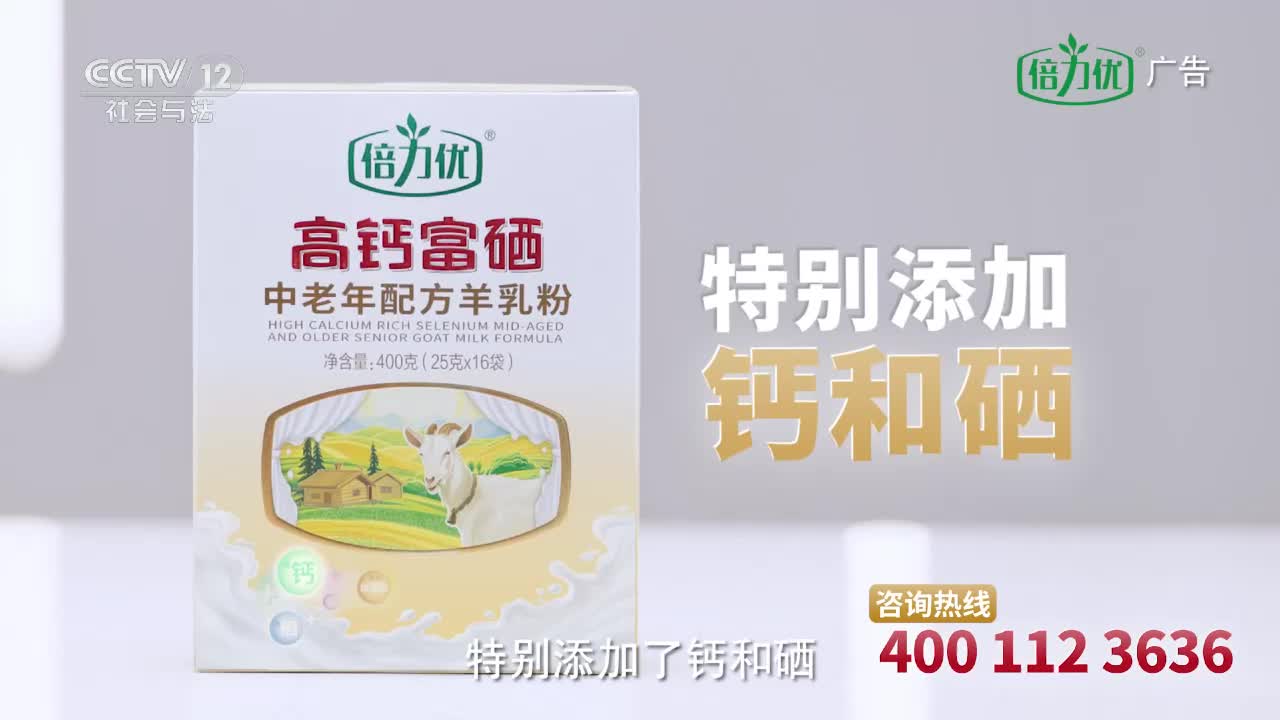 CCTV 12
社会与法
倍力优®
广告
倍力优®
高钙富硒
中老年配方羊乳粉
HIGH CALCIUM RICH SELENIUM MID-AGED
AND OLDER SENIOR GOAT MILK FORMULA
净含量:400克(25克x16袋)
钙
特别添加
钙和硒
咨询热线
400 112 3636
特别添加了钙和硒